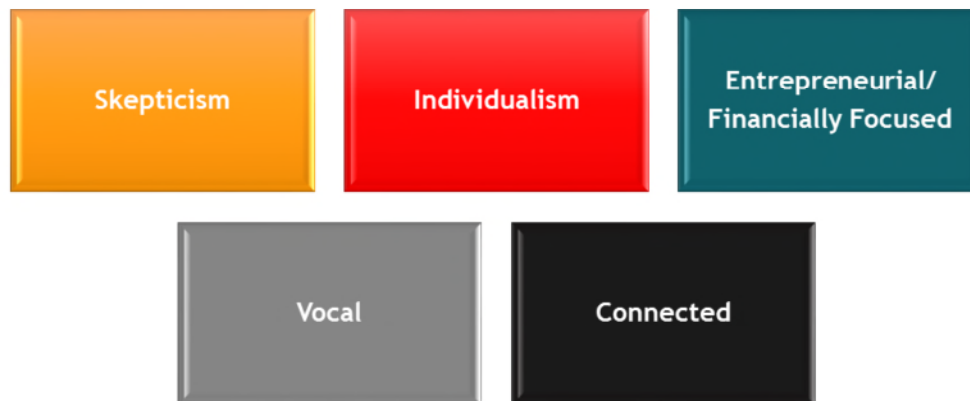 Skepticism
Individualism
Entrepreneurial/
Financially Focused
Vocal
Connected